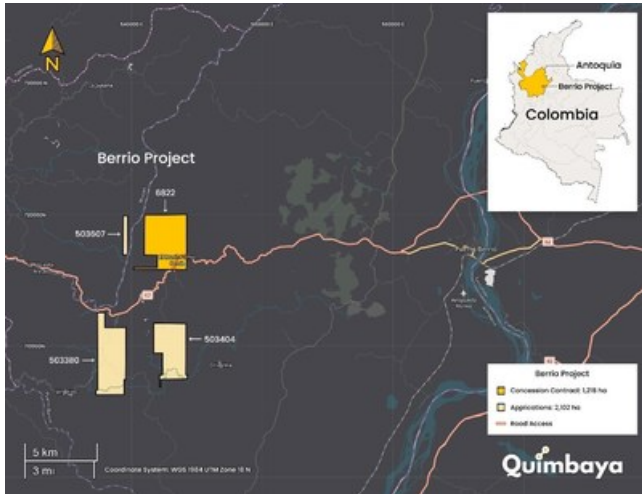 N
Berrio Project
6822
503507
503380
503404
Antoquia
Berrio Project
Colombia
Puerto Berrio
Berrio Project
Concession Contract: 1,218 ha
Applications: 2,102 ha
Road Access
5 km
3 mi
Coordinate System: WGS 1984 UTM Zone 18 N
Quimbaya